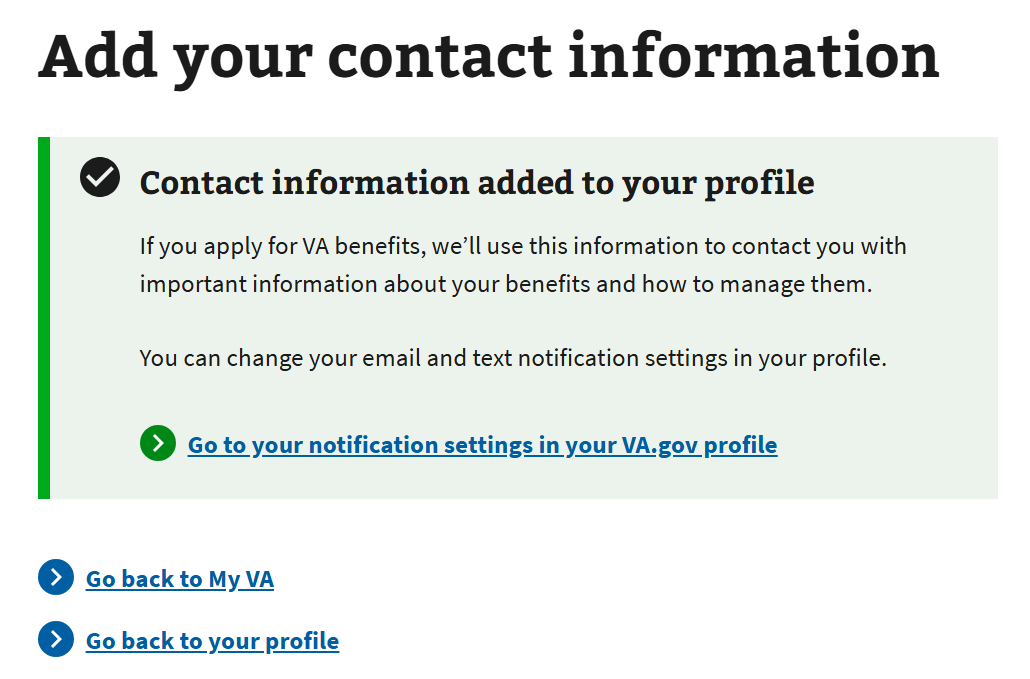 Add your contact information
Contact information added to your profile
If you apply for VA benefits, we’ll use this information to contact you with
important information about your benefits and how to manage them.
You can change your email and text notification settings in your profile.
Go to your notification settings in your VA.gov profile
Go back to My VA
Go back to your profile